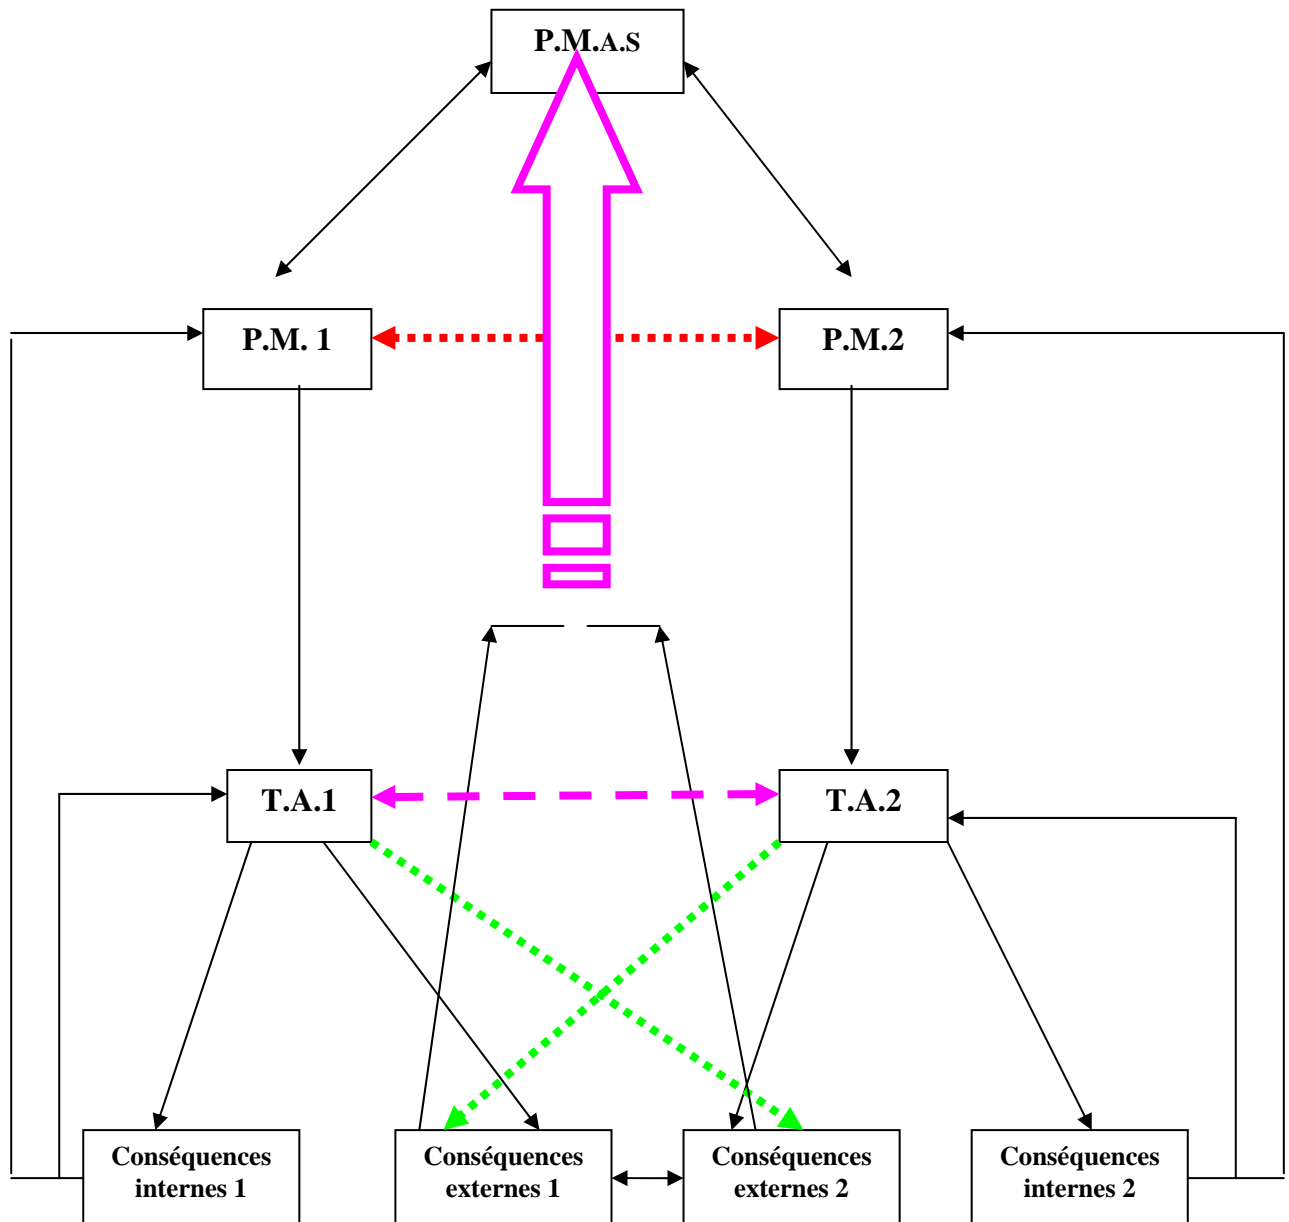 P.M.A.S
P.M. 1
P.M.2
T.A.1
T.A.2
Conséquences
internes 1
Conséquences
externes 1
Conséquences
externes 2
Conséquences
internes 2